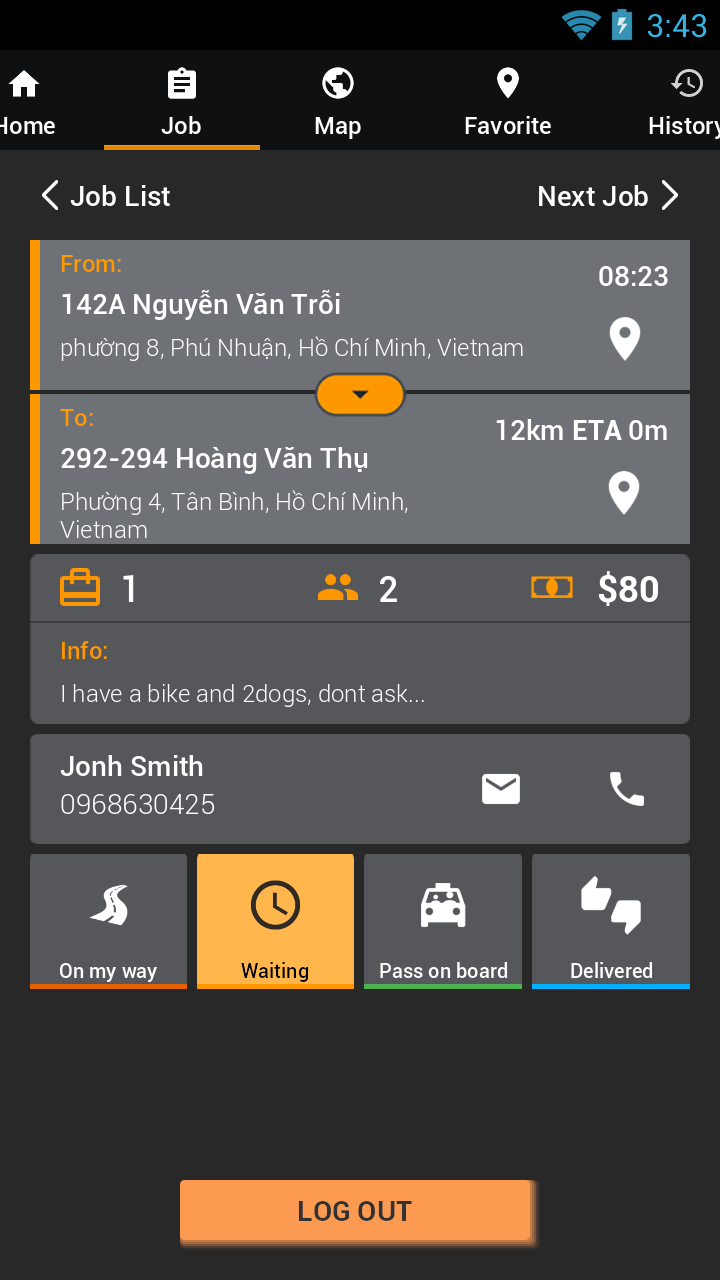 3:43
Home
Job
Map
Favorite
History
Job List
Next Job
From:
08:23
142A Nguyễn Văn Trỗi
phường 8, Phú Nhuận, Hồ Chí Minh, Vietnam
To:
12km ETA 0m
292-294 Hoàng Văn Thụ
Phường 4, Tân Bình, Hồ Chí Minh,
Vietnam
1
2
$80
Info:
I have a bike and 2dogs, dont ask...
Jonh Smith
0968630425
On my way
Waiting
Pass on board
Delivered
LOG OUT